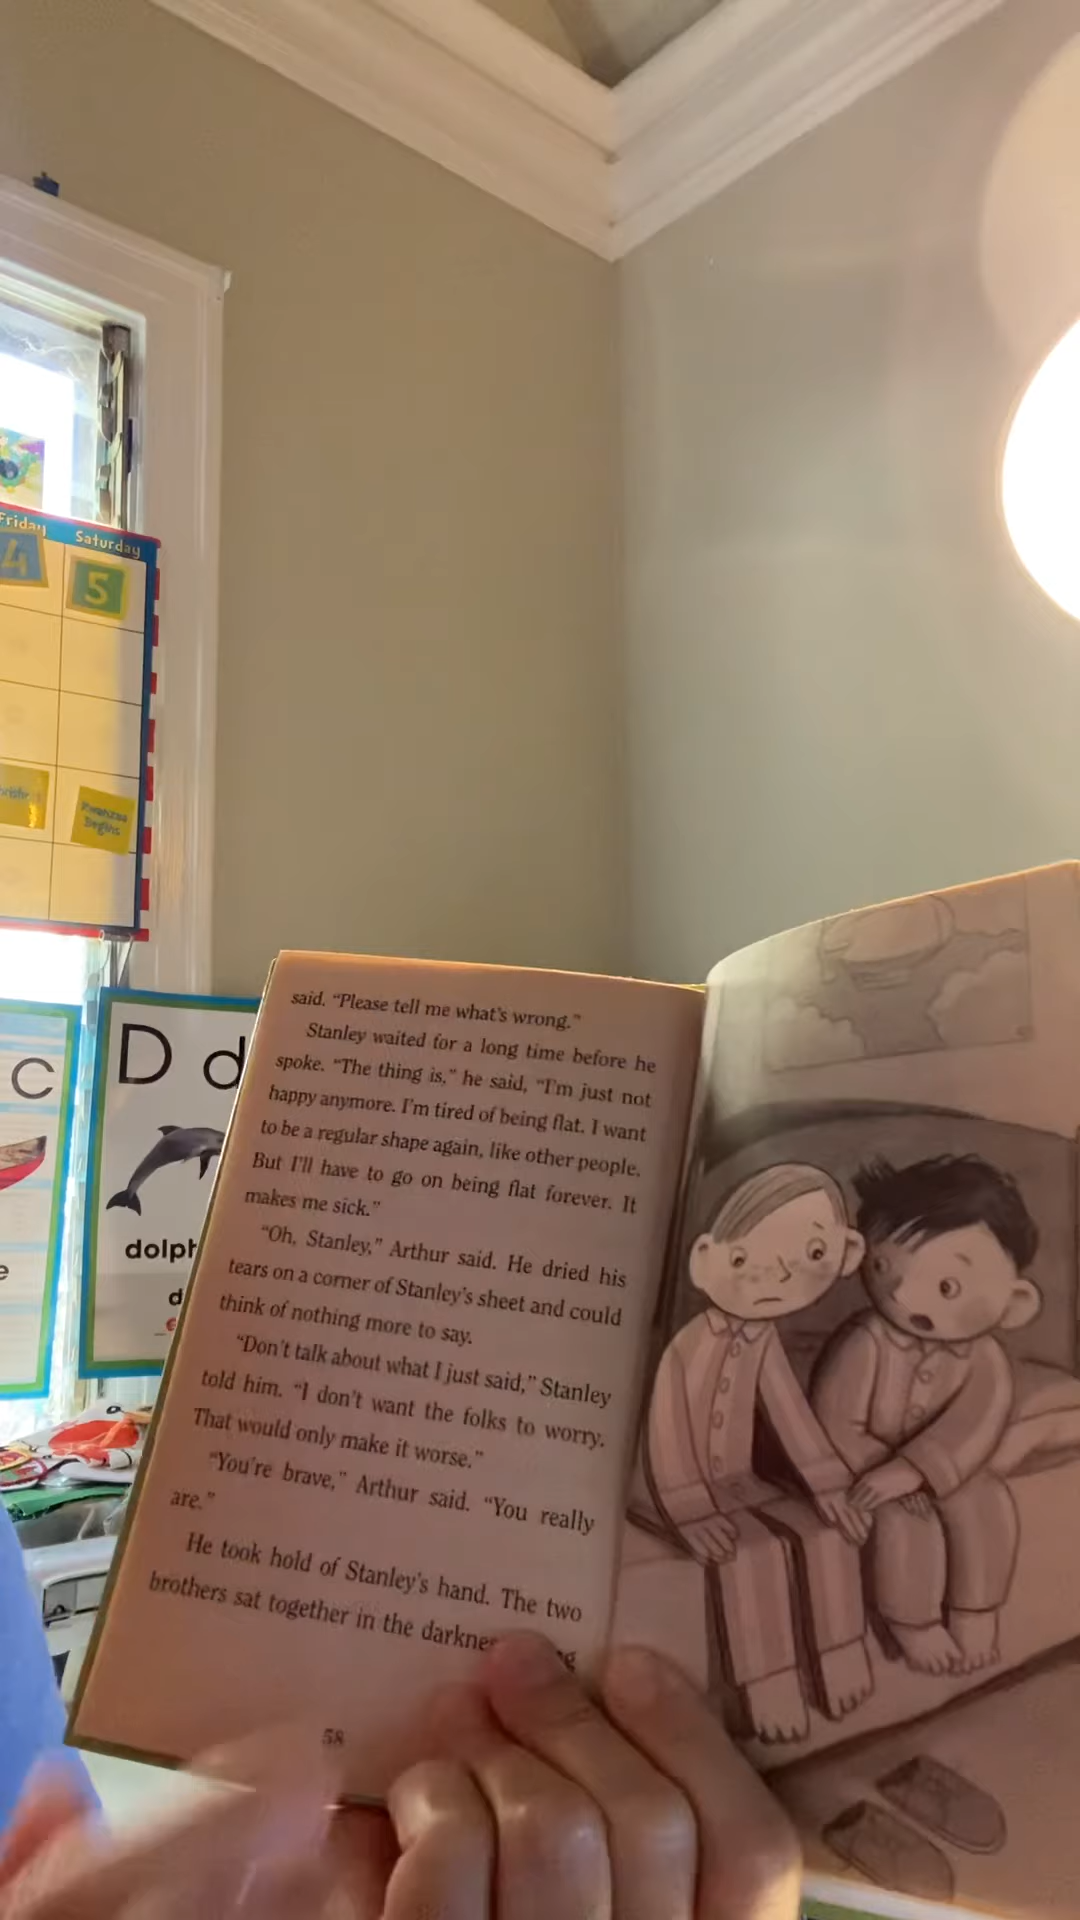 Friday Saturday
4 5
Kwanzaa
Begins
C
D d
dolph
d
e
said. “Please tell me what’s wrong.”
Stanley waited for a long time before he
spoke. “The thing is,” he said, “I’m just not
happy anymore. I’m tired of being flat. I want
to be a regular shape again, like other people.
But I’ll have to go on being flat forever. It
makes me sick.”
“Oh, Stanley,” Arthur said. He dried his
tears on a corner of Stanley’s sheet and could
think of nothing more to say.
“Don’t talk about what I just said,” Stanley
told him. “I don’t want the folks to worry.
That would only make it worse.”
“You’re brave,” Arthur said. “You really
are.”
He took hold of Stanley’s hand. The two
brothers sat together in the
58